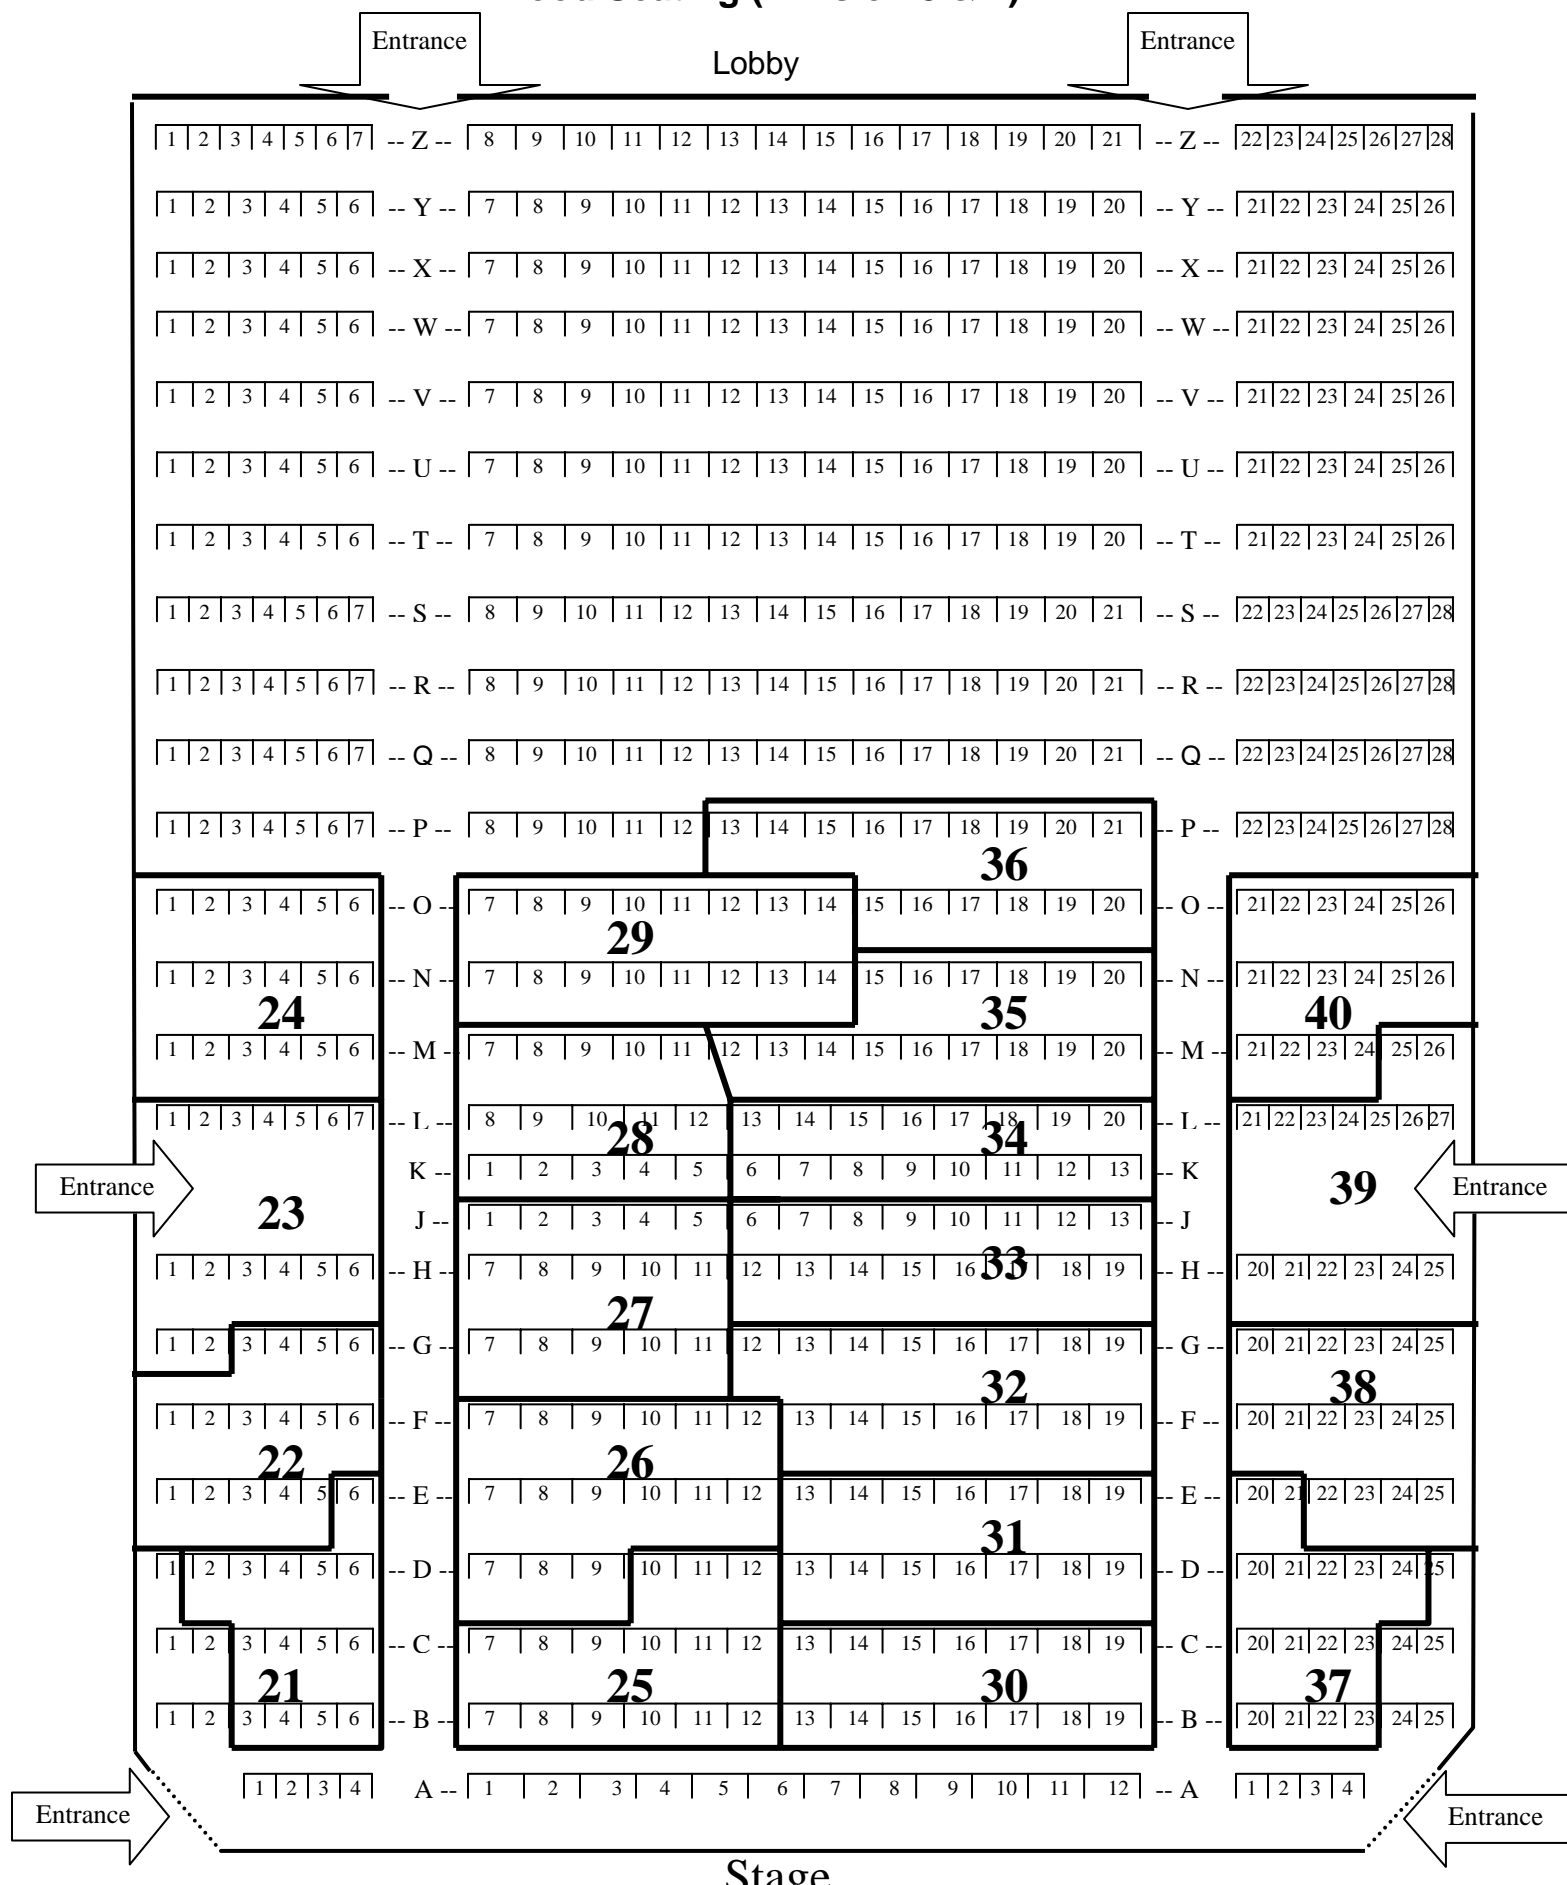 Entrance Entrance
Lobby
1 2 3 4 5 6 7 -- Z -- 8 9 10 11 12 13 14 15 16 17 18 19 20 21 -- Z -- 22 23 24 25 26 27 28
1 2 3 4 5 6 -- Y -- 7 8 9 10 11 12 13 14 15 16 17 18 19 20 -- Y -- 21 22 23 24 25 26
1 2 3 4 5 6 -- X -- 7 8 9 10 11 12 13 14 15 16 17 18 19 20 -- X -- 21 22 23 24 25 26
1 2 3 4 5 6 -- W -- 7 8 9 10 11 12 13 14 15 16 17 18 19 20 -- W -- 21 22 23 24 25 26
1 2 3 4 5 6 -- V -- 7 8 9 10 11 12 13 14 15 16 17 18 19 20 -- V -- 21 22 23 24 25 26
1 2 3 4 5 6 -- U -- 7 8 9 10 11 12 13 14 15 16 17 18 19 20 -- U -- 21 22 23 24 25 26
1 2 3 4 5 6 -- T -- 7 8 9 10 11 12 13 14 15 16 17 18 19 20 -- T -- 21 22 23 24 25 26
1 2 3 4 5 6 7 -- S -- 8 9 10 11 12 13 14 15 16 17 18 19 20 21 -- S -- 22 23 24 25 26 27 28
1 2 3 4 5 6 7 -- R -- 8 9 10 11 12 13 14 15 16 17 18 19 20 21 -- R -- 22 23 24 25 26 27 28
1 2 3 4 5 6 7 -- Q -- 8 9 10 11 12 13 14 15 16 17 18 19 20 21 -- Q -- 22 23 24 25 26 27 28
1 2 3 4 5 6 7 -- P -- 8 9 10 11 12 13 14 15 16 17 18 19 20 21 -- P -- 22 23 24 25 26 27 28
36
1 2 3 4 5 6 -- O -- 7 8 9 10 11 12 13 14 15 16 17 18 19 20 -- O -- 21 22 23 24 25 26
29
1 2 3 4 5 6 -- N -- 7 8 9 10 11 12 13 14 15 16 17 18 19 20 -- N -- 21 22 23 24 25 26
24 35 40
1 2 3 4 5 6 -- M -- 7 8 9 10 11 12 13 14 15 16 17 18 19 20 -- M -- 21 22 23 24 25 26
1 2 3 4 5 6 7 -- L -- 8 9 10 11 12 13 14 15 16 17 18 19 20 -- L -- 21 22 23 24 25 26 27
28 34
K -- 1 2 3 4 5 6 7 8 9 10 11 12 13 -- K
Entrance 39 Entrance
23
J -- 1 2 3 4 5 6 7 8 9 10 11 12 13 -- J
33
1 2 3 4 5 6 -- H -- 7 8 9 10 11 12 13 14 15 16 18 19 -- H -- 20 21 22 23 24 25
27
1 2 3 4 5 6 -- G -- 7 8 9 10 11 12 13 14 15 16 17 18 19 -- G -- 20 21 22 23 24 25
32 38
1 2 3 4 5 6 -- F -- 7 8 9 10 11 12 13 14 15 16 17 18 19 -- F -- 20 21 22 23 24 25
22 26
1 2 3 4 5 6 -- E -- 7 8 9 10 11 12 13 14 15 16 17 18 19 -- E -- 20 21 22 23 24 25
31
1 2 3 4 5 6 -- D -- 7 8 9 10 11 12 13 14 15 16 17 18 19 -- D -- 20 21 22 23 24 25
1 2 3 4 5 6 -- C -- 7 8 9 10 11 12 13 14 15 16 17 18 19 -- C -- 20 21 22 23 24 25
21 25 30 37
1 2 3 4 5 6 -- B -- 7 8 9 10 11 12 13 14 15 16 17 18 19 -- B -- 20 21 22 23 24 25
1 2 3 4 A -- 1 2 3 4 5 6 7 8 9 10 11 12 -- A 1 2 3 4
Entrance Entrance
Stage